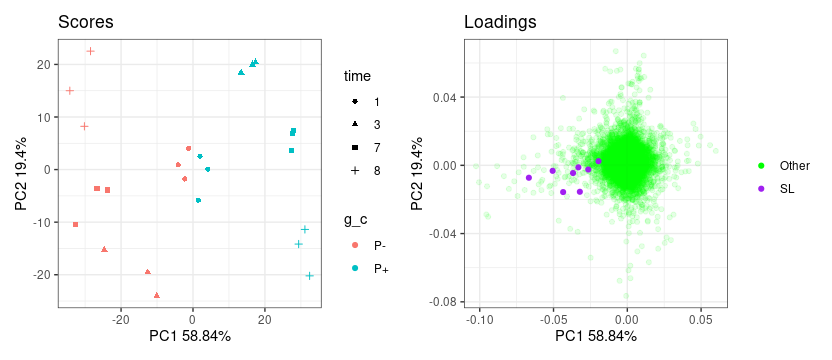 Scores
20
10
0
-10
-20
-20
0
20
PC1 58.84%
PC2 19.4%
time
1
3
7
8
g_c
P-
P+
Loadings
0.04
0.00
-0.04
-0.08
-0.10
-0.05
0.00
0.05
PC1 58.84%
PC2 19.4%
Other
SL